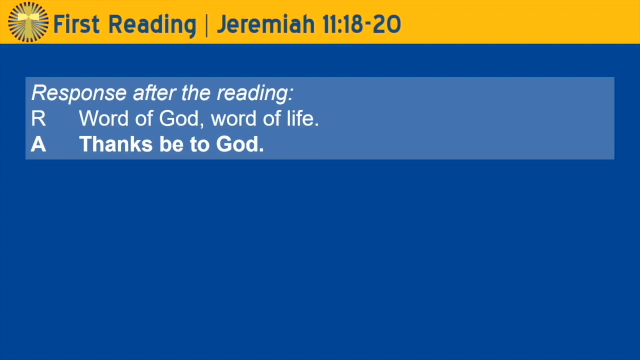 First Reading | Jeremiah 11:18-20
Response after the reading:
R Word of God, word of life.
A Thanks be to God.